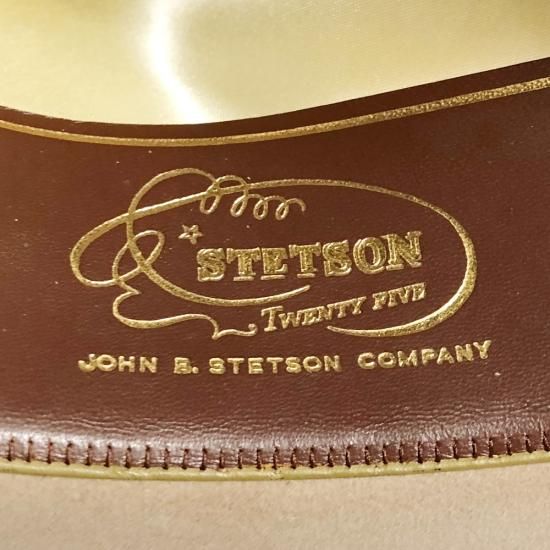 STETSON
TWENTY FIVE
JOHN B. STETSON COMPANY